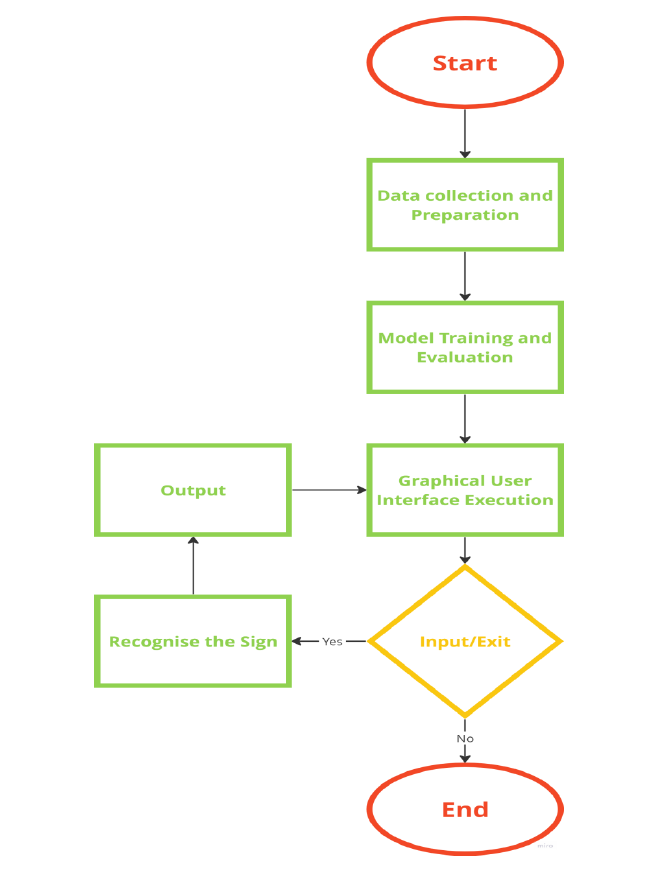 Start
Data collection and
Preparation
Model Training and
Evaluation
Graphical User
Interface Execution
Output
Input/Exit
Yes
Recognise the Sign
No
End